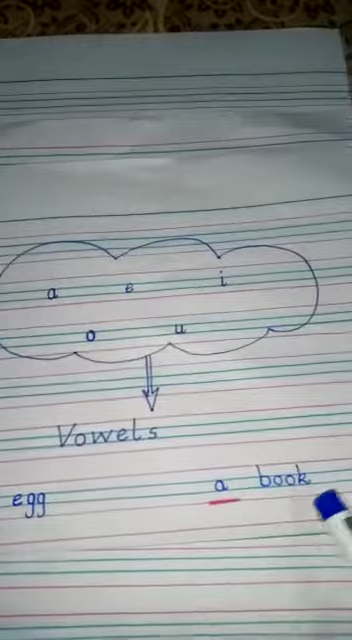 a e i
o u
Vowels
egg
a book